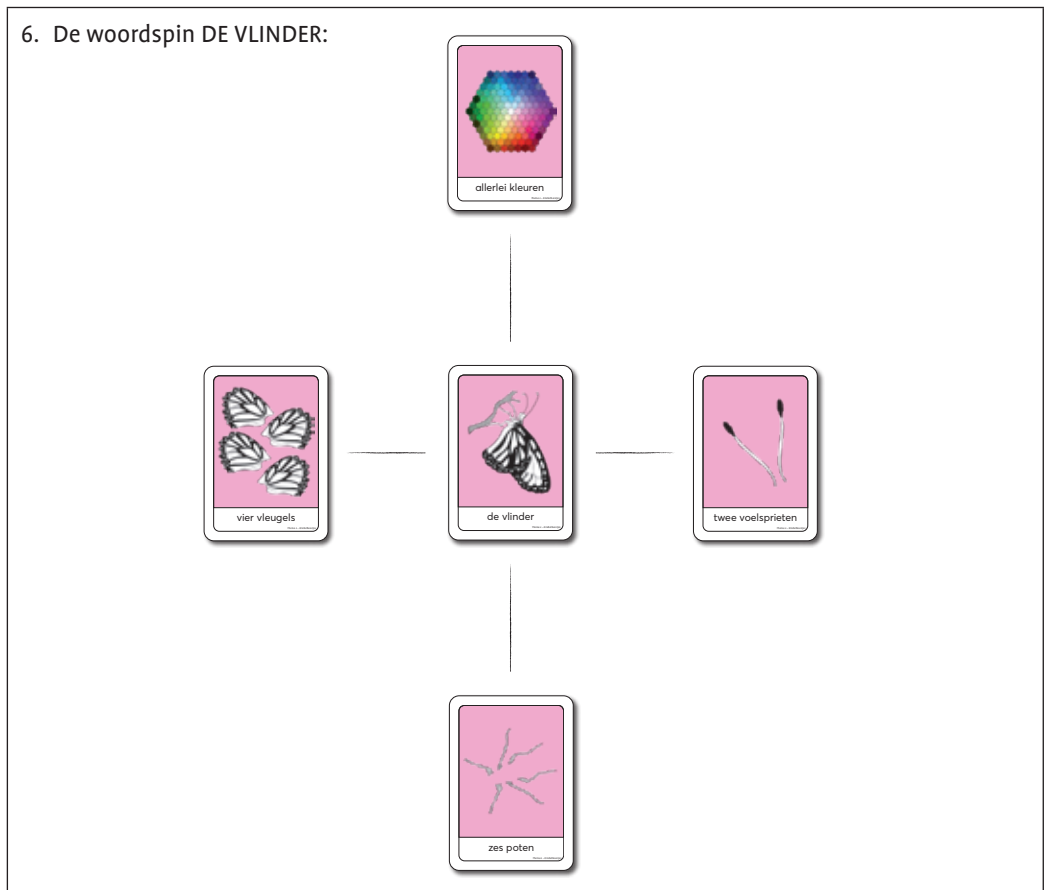 6. De woordspin DE VLINDER:
allerlei kleuren
vier vleugels
de vlinder
twee voelsprieten
zes poten